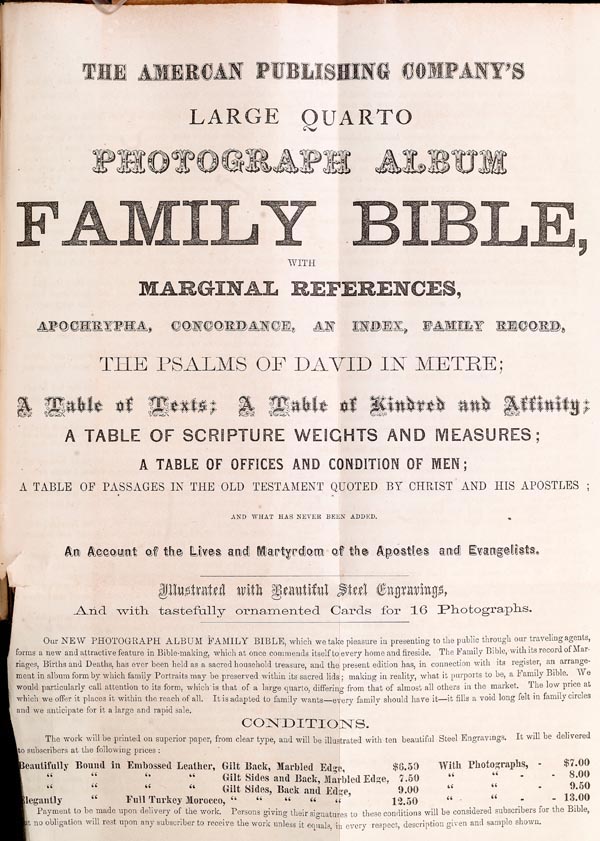 THE AMERCAN PUBLISHING COMPANY'S
LARGE QUARTO
PHOTOGRAPH ALBUM
FAMILY BIBLE,
WITH
MARGINAL REFERENCES,
APOCHRYPHA, CONCORDANCE, AN INDEX, FAMILY RECORD,
THE PSALMS OF DAVID IN METRE;
A Table of Texts; A Table of Kindred and Affinity;
A TABLE OF SCRIPTURE WEIGHTS AND MEASURES;
A TABLE OF OFFICES AND CONDITION OF MEN;
A TABLE OF PASSAGES IN THE OLD TESTAMENT QUOTED BY CHRIST AND HIS APOSTLES ;
AND WHAT HAS NEVER BEEN ADDED.
An Account of the Lives and Martyrdom of the Apostles and Evangelists.
Illustrated with Beautiful Steel Engravings,
And with tastefully ornamented Cards for 16 Photographs.
Our NEW PHOTOGRAPH ALBUM FAMILY BIBLE, which we take pleasure in presenting to the public through our traveling agents,
forms a new and attractive feature in Bible-making, which at once commends itself to every home and fireside. The Family Bible, with its record of Mar-
riages, Births and Deaths, has ever been held as a sacred household treasure, and the present edition has, in connection with its register, an arrange-
ment in album form by which family Portraits may be preserved within its sacred lids; making in reality, what it purports to be, a Family Bible. We
would particularly call attention to its form, which is that of a large quarto, differing from that of almost all others in the market. The low price at
which we offer it places it within the reach of all. It is adapted to family wants—every family should have it—it fills a void long felt in family circles
and we anticipate for it a large and rapid sale.
CONDITIONS.
The work will be printed on superior paper, from clear type, and will be illustrated with ten beautiful Steel Engravings. It will be delivered
to subscribers at the following prices:
Beautifully Bound in Embossed Leather, Gilt Back, Marbled Edge, $6.50 With Photographs, - $7.00
" " " " Gilt Sides and Back, Marbled Edge, 7.50 " " - 8.00
" " " " Gilt Sides, Back and Edge, 9.00 " " - 9.50
Elegantly " Full Turkey Morocco, " " " " " 12.50 " " - 13.00
Payment to be made upon delivery of the work. Persons giving their signatures to these conditions will be considered subscribers for the Bible,
but no obligation will rest upon any subscriber to receive the work unless it equals, in every respect, description given and sample shown.